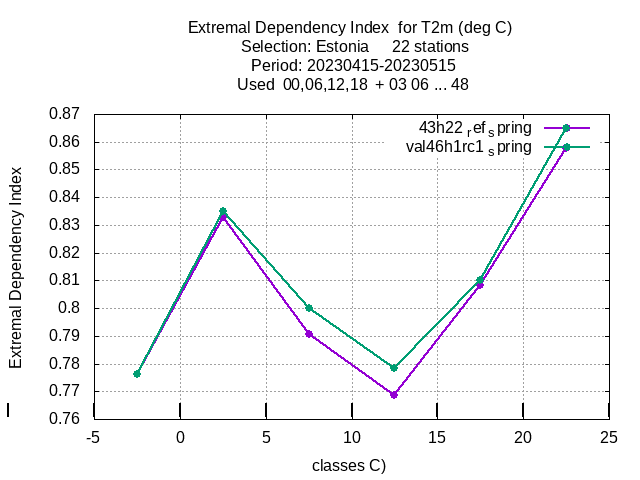 Extremal Dependency Index for T2m (deg C)
Selection: Estonia 22 stations
Period: 20230415-20230515
Used 00,06,12,18 + 03 06 ... 48
0.87
0.86
0.85
0.84
0.83
0.82
0.81
0.8
0.79
0.78
0.77
0.76
Extremal Dependency Index
43h22 ref spring
val46h1rc1 spring
-5 0 5 10 15 20 25
classes C)